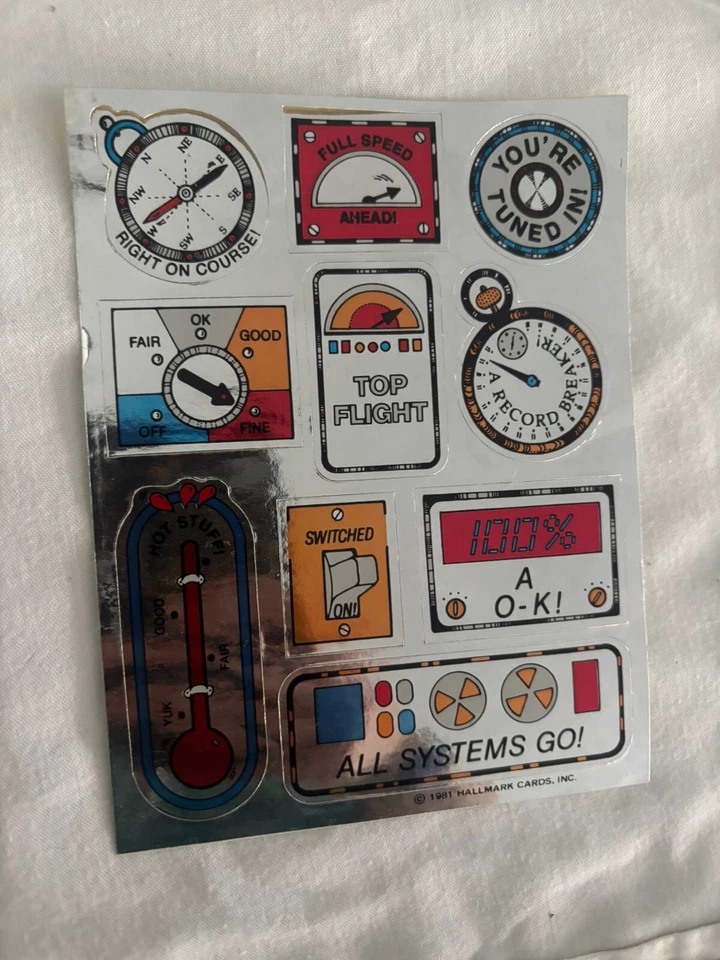 N
NE
E
SE
S
SW
W
NW
RIGHT ON COURSE!
FULL SPEED
AHEAD!
YOU'RE
TUNED IN!
FAIR
OK
GOOD
OFF
FINE
TOP
FLIGHT
A RECORD BREAKER!
HOT STUFF!
GOOD
FAIR
YUK
SWITCHED
ON!
100%
A
O-K!
ALL SYSTEMS GO!
© 1981 HALLMARK CARDS, INC.